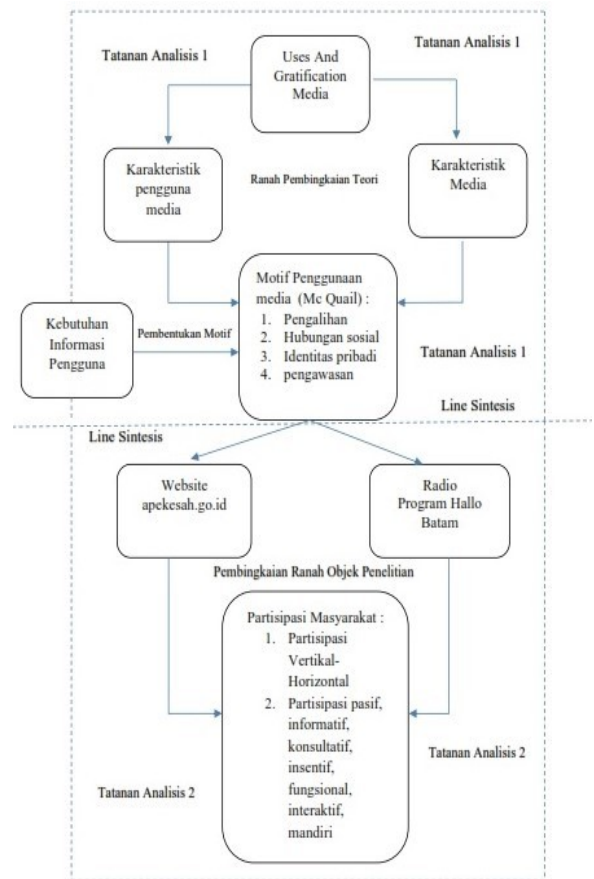 Tatanan Analisis 1
Tatanan Analisis 1
Uses And
Gratification
Media
Karakteristik
pengguna
media
Ranah Pembingkaian Teori
Karakteristik
Media
Motif Penggunaan
media (Mc Quail) :
1. Pengalihan
2. Hubungan sosial
3. Identitas pribadi
4. pengawasan
Kebutuhan
Informasi
Pengguna
Pembentukan Motif
Tatanan Analisis 1
Line Sintesis
Line Sintesis
Website
apekesah.go.id
Radio
Program Hallo
Batam
Pembingkaian Ranah Objek Penelitian
Partisipasi Masyarakat :
1. Partisipasi
Vertikal-
Horizontal
2. Partisipasi pasif,
informatif,
konsultatif,
insentif,
fungsional,
interaktif,
mandiri
Tatanan Analisis 2
Tatanan Analisis 2